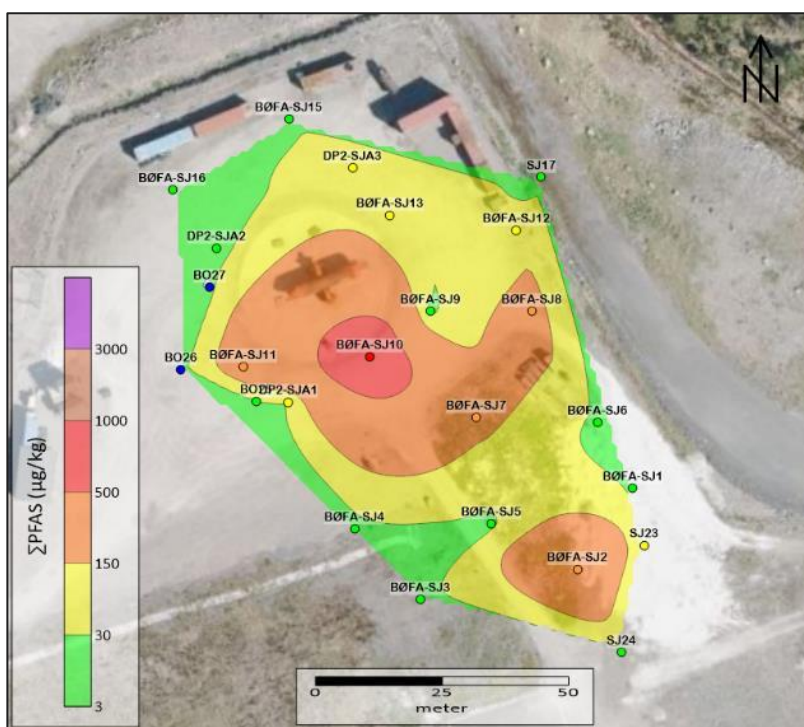 N
BØFA-SJ15
DP2-SJA3
SJ17
BØFA-SJ16
BØFA-SJ13
BØFA-SJ12
DP2-SJA2
BO27
BØFA-SJ9
BØFA-SJ8
BØFA-SJ10
BO26
BØFA-SJ11
DP2-SJA1
BØFA-SJ7
BØFA-SJ6
BØFA-SJ1
BØFA-SJ5
BØFA-SJ4
SJ23
BØFA-SJ2
BØFA-SJ3
SJ24
∑PFAS (µg/kg)
3000
1000
500
150
30
3
0 25 50
meter